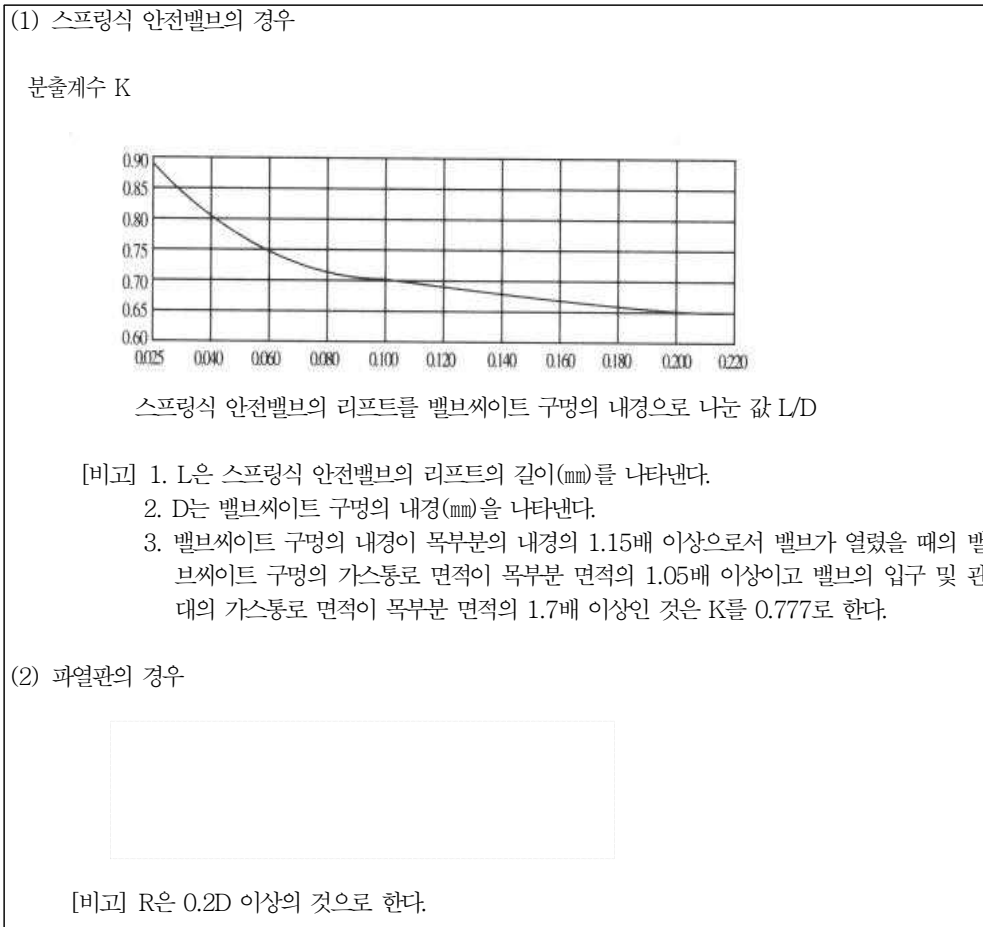 (1) 스프링식 안전밸브의 경우
분출계수 K
0.90
0.85
0.80
0.75
0.70
0.65
0.60
0.025 0.040 0.060 0.080 0.100 0.120 0.140 0.160 0.180 0.200 0.220
스프링식 안전밸브의 리프트를 밸브씨이트 구멍의 내경으로 나눈 값 L/D
[비고] 1. L은 스프링식 안전밸브의 리프트의 길이(㎜)를 나타낸다.
2. D는 밸브씨이트 구멍의 내경(㎜)을 나타낸다.
3. 밸브씨이트 구멍의 내경이 목부분의 내경의 1.15배 이상으로서 밸브가 열렸을 때의 밸
브씨이트 구멍의 가스통로 면적이 목부분 면적의 1.05배 이상이고 밸브의 입구 및 관
대의 가스통로 면적이 목부분 면적의 1.7배 이상인 것은 K를 0.777로 한다.
(2) 파열판의 경우
[비고] R은 0.2D 이상의 것으로 한다.